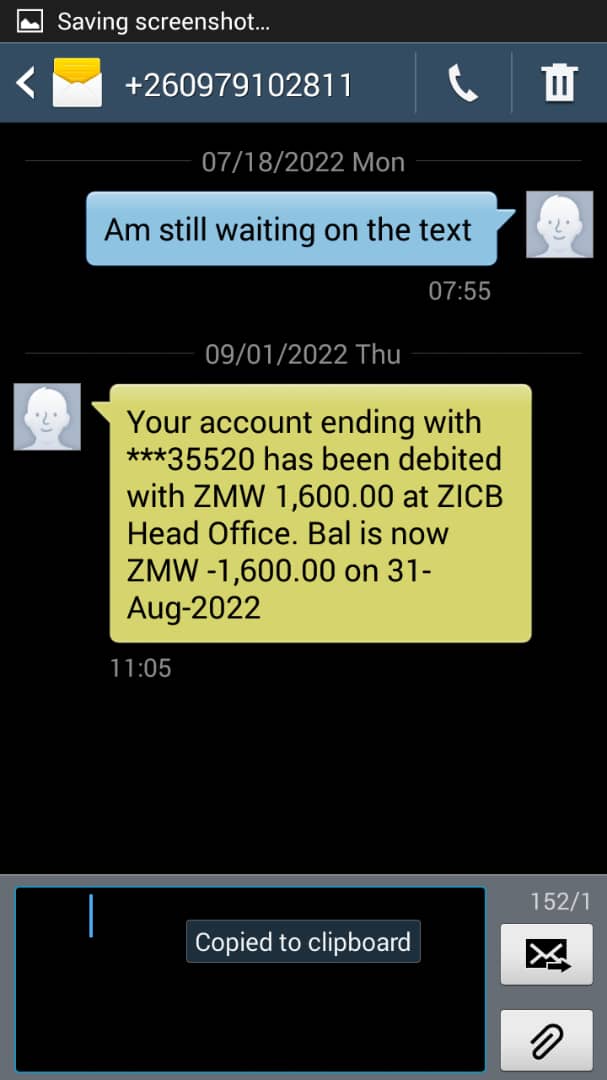 Saving screenshot...
+260979102811
07/18/2022 Mon
Am still waiting on the text
07:55
09/01/2022 Thu
Your account ending with
***35520 has been debited
with ZMW 1,600.00 at ZICB
Head Office. Bal is now
ZMW -1,600.00 on 31-
Aug-2022
11:05
152/1
Copied to clipboard